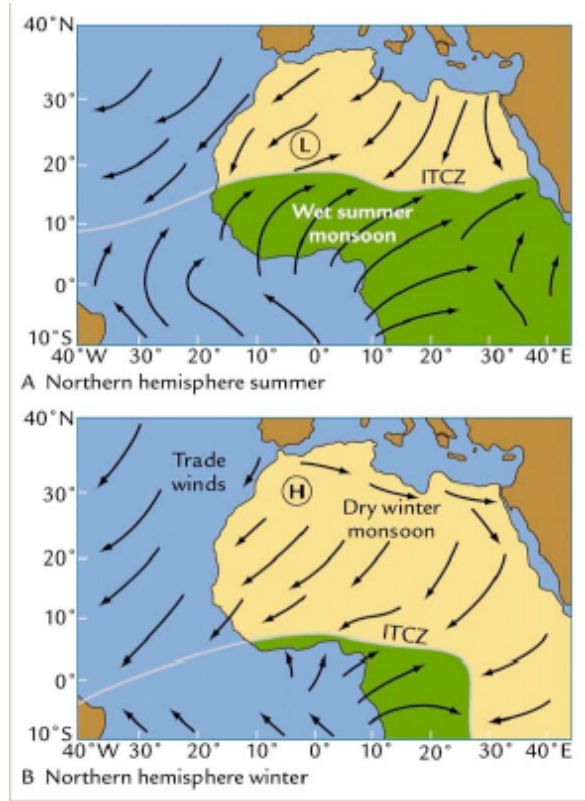 40°N
30°
20°
10°
0°
10°S
L
ITCZ
Wet summer
monsoon
40°W 30° 20° 10° 0° 10° 20° 30° 40°E
A Northern hemisphere summer
40°N
30°
20°
10°
0°
10°S
Trade
winds
H
Dry winter
monsoon
ITCZ
40°W 30° 20° 10° 0° 10° 20° 30° 40°E
B Northern hemisphere winter